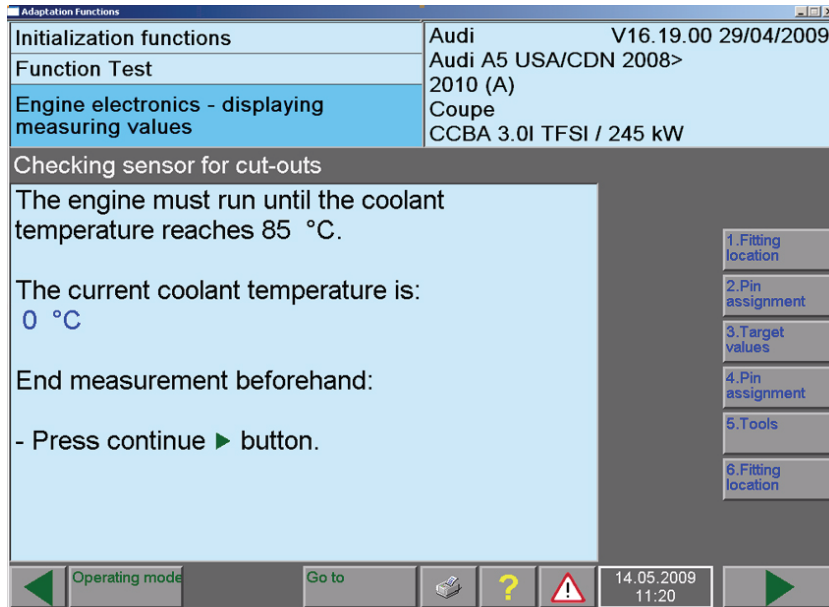 Adaptation Functions
Initialization functions
Function Test
Engine electronics - displaying
measuring values
Audi V16.19.00 29/04/2009
Audi A5 USA/CDN 2008>
2010 (A)
Coupe
CCBA 3.0l TFSI / 245 kW
Checking sensor for cut-outs
The engine must run until the coolant
temperature reaches 85 °C.
The current coolant temperature is:
0 °C
End measurement beforehand:
- Press continue ▶ button.
1.Fitting
location
2.Pin
assignment
3.Target
values
4.Pin
assignment
5.Tools
6.Fitting
location
Operating mode
Go to
?
14.05.2009
11:20